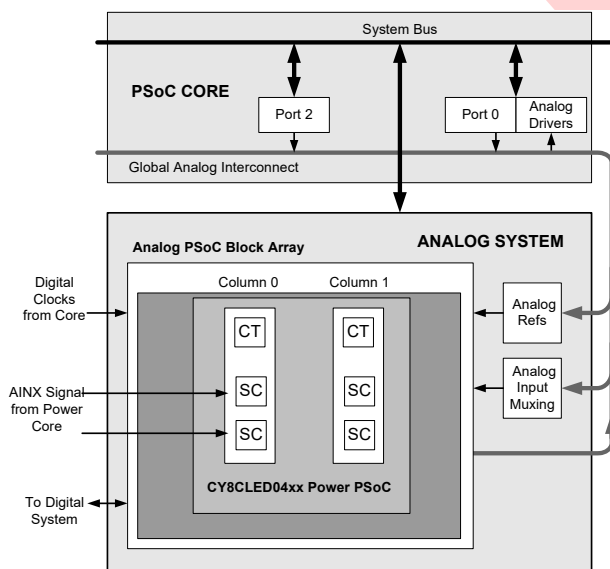 System Bus
PSoC CORE
Port 2
Port 0
Analog
Drivers
Global Analog Interconnect
ANALOG SYSTEM
Analog PSoC Block Array
Column 0
Column 1
Digital
Clocks
from Core
CT
CT
Analog
Refs
AINX Signal
from Power
Core
SC
SC
Analog
Input
Muxing
SC
SC
CY8CLED04xx Power PSoC
To Digital
System